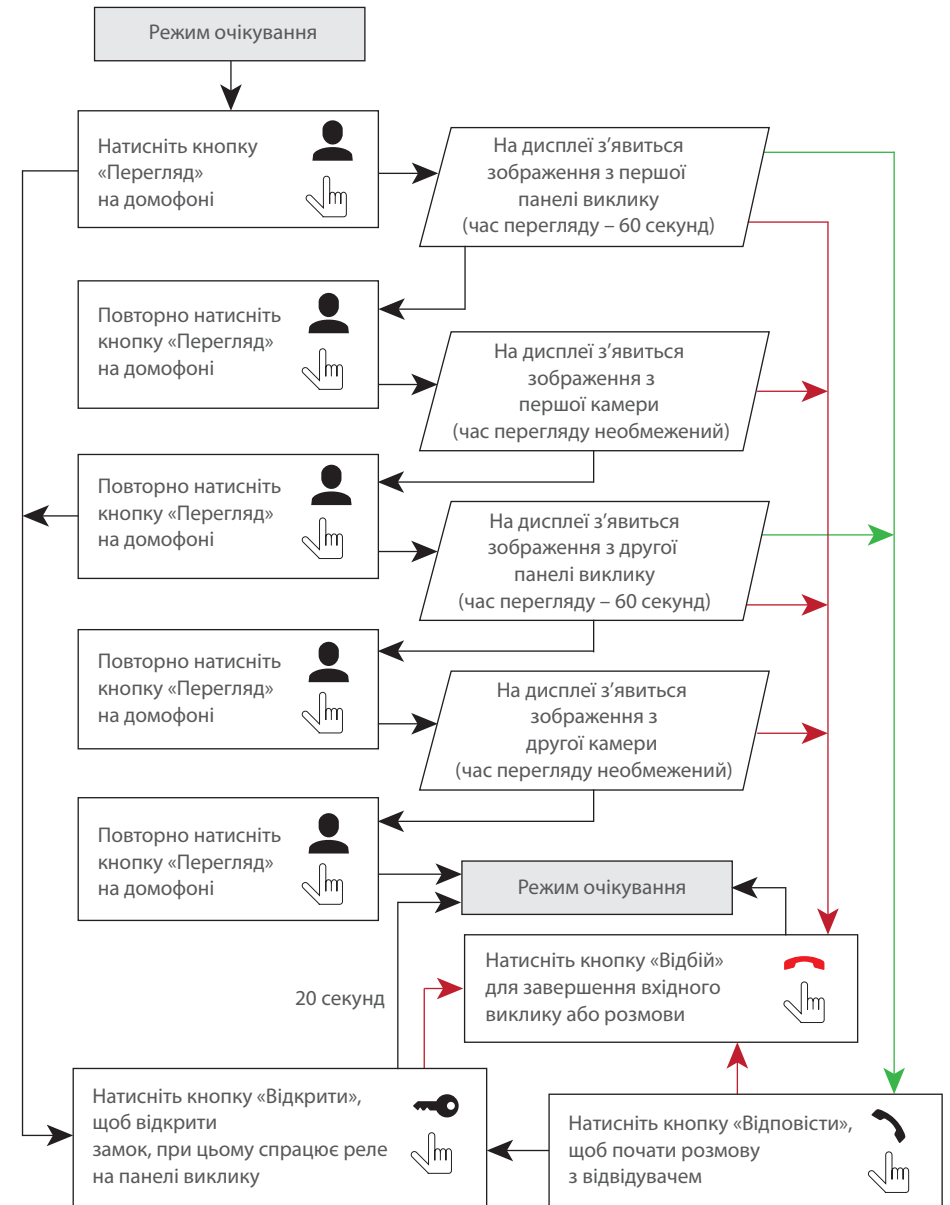 Режим очікування
Натисніть кнопку
«Перегляд»
на домофоні
На дисплеї з’явиться
зображення з першої
панелі виклику
(час перегляду – 60 секунд)
Повторно натисніть
кнопку «Перегляд»
на домофоні
На дисплеї з’явиться
зображення з
першої камери
(час перегляду необмежений)
Повторно натисніть
кнопку «Перегляд»
на домофоні
На дисплеї з’явиться
зображення з другої
панелі виклику
(час перегляду – 60 секунд)
Повторно натисніть
кнопку «Перегляд»
на домофоні
На дисплеї з’явиться
зображення з
другої камери
(час перегляду необмежений)
Повторно натисніть
кнопку «Перегляд»
на домофоні
Режим очікування
Натисніть кнопку «Відбій»
для завершення вхідного
виклику або розмови
20 секунд
Натисніть кнопку «Відкрити»,
щоб відкрити
замок, при цьому спрацює реле
на панелі виклику
Натисніть кнопку «Відповісти»,
щоб почати розмову
з відвідувачем